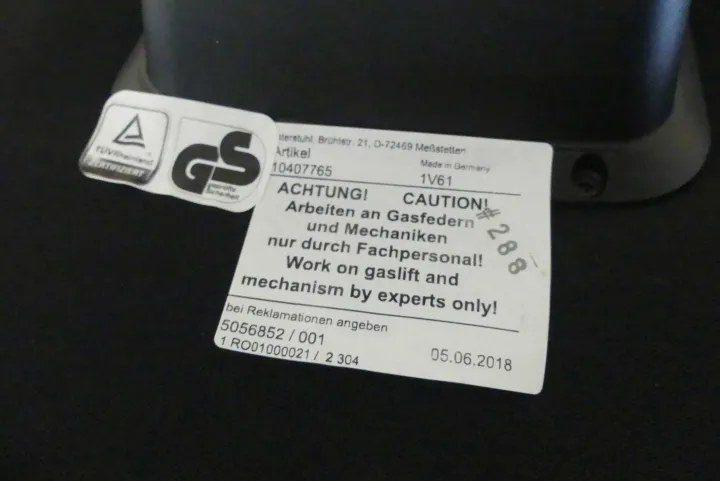 TÜVRheinland
ZERTIFIZIERT
GS
geprüfte
Sicherheit
Brühlstr. 21, D-72469 Meßstetten
Artikel
Made in Germany
10407765
1V61
ACHTUNG! CAUTION!
Arbeiten an Gasfedern
und Mechaniken
nur durch Fachpersonal!
Work on gaslift and
mechanism by experts only!
#288
bei Reklamationen angeben
5056852 / 001
1 RO01000021 / 2 304
05.06.2018